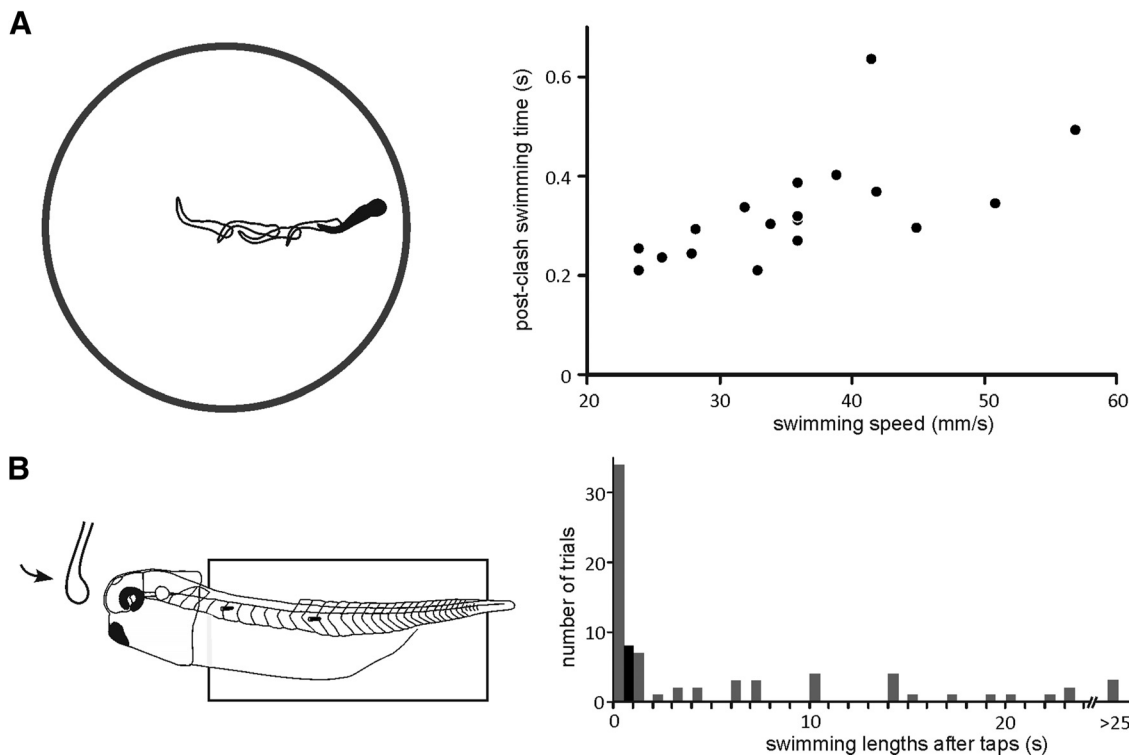 A
post-clash swimming time (s)
0.6
0.4
0.2
0
20 30 40 50 60
swimming speed (mm/s)
B
number of trials
30
20
10
0
0 10 20 >25
swimming lengths after taps (s)